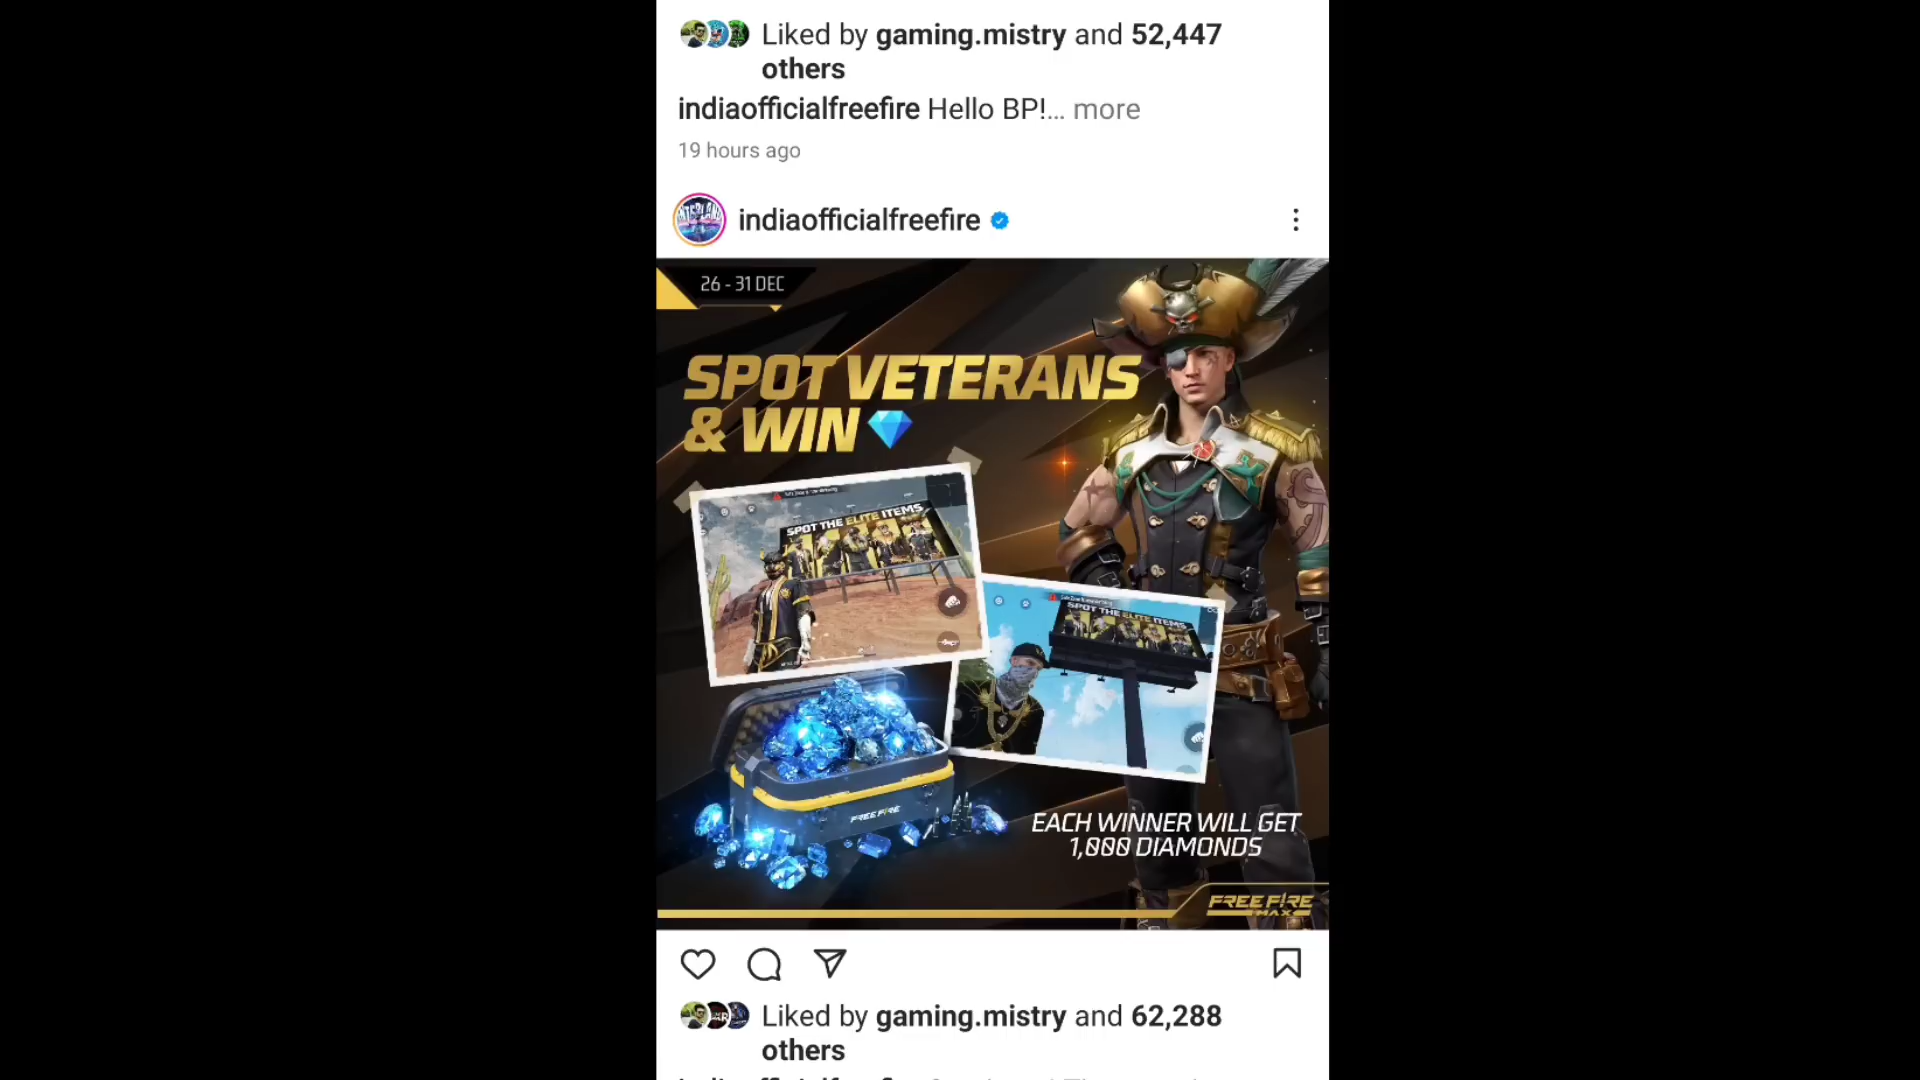 Liked by gaming.mistry and 52,447
others
indiaofficialfreefire Hello BP!... more
19 hours ago
indiaofficialfreefire
26 - 31 DEC
SPOT VETERANS
& WIN
SPOT THE ELITE ITEMS
SPOT THE ELITE ITEMS
FREE FIRE
EACH WINNER WILL GET
1,000 DIAMONDS
FREE FIRE
MAX
Liked by gaming.mistry and 62,288
others